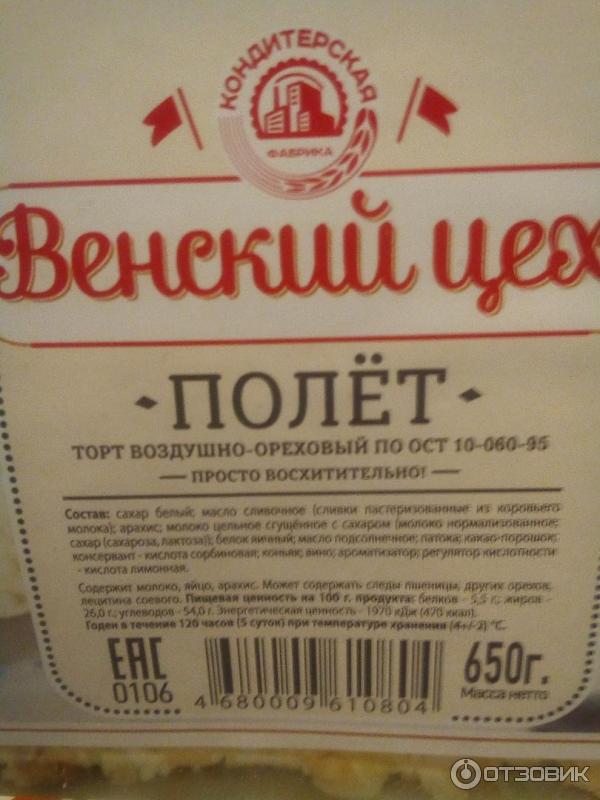 КОНДИТЕРСКАЯ
ФАБРИКА
Венский цех
ПОЛЁТ
ТОРТ ВОЗДУШНО-ОРЕХОВЫЙ ПО ОСТ 10-060-95
ПРОСТО ВОСХИТИТЕЛЬНО!
Состав: сахар белый; масло сливочное (сливки пастеризованные из коровьего
молока); арахис; молоко цельное сгущённое с сахаром (молоко нормализованное;
сахар (сахароза, лактоза)); белок яичный; масло подсолнечное; патока; какао-порошок;
консервант - кислота сорбиновая; коньяк; вино; ароматизатор; регулятор кислотности
- кислота лимонная.
Содержит молоко, яйцо, арахис. Может содержать следы пшеницы, других орехов,
лецитина соевого. Пищевая ценность на 100 г. продукта: белков - 5,5 г.; жиров -
26,0 г.; углеводов - 54,0 г. Энергетическая ценность - 1970 кДж (470 ккал).
Годен в течение 120 часов (5 суток) при температуре хранения (4+/-2) °С.
ЕАС
0106
4 680009 610804
650г.
Масса нетто
ОТЗОВИК